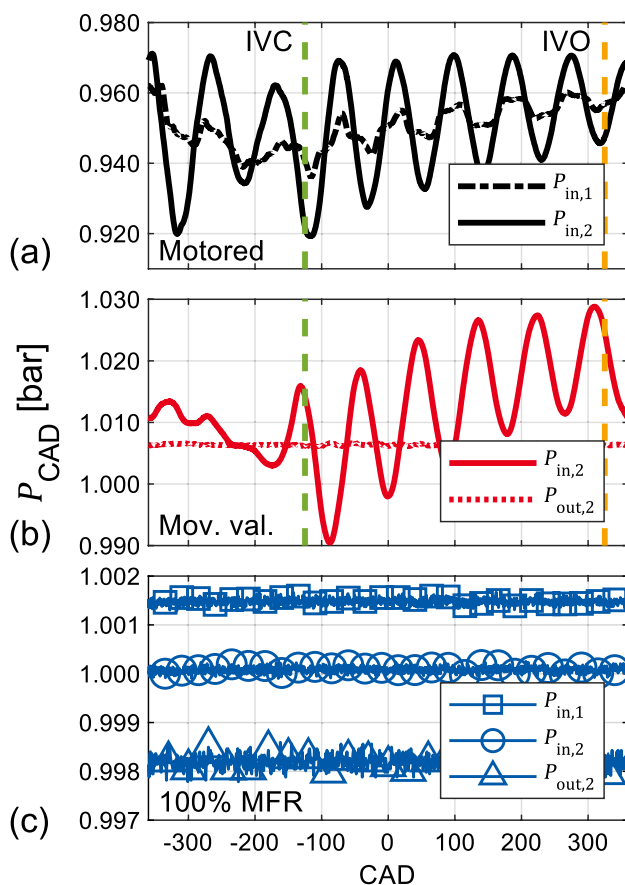 0.980
IVC
IVO
0.960
0.940
P_in,1
P_in,2
0.920
(a)
Motored
1.030
1.020
1.010
P_CAD [bar]
P_in,2
1.000
P_out,2
(b)
Mov. val.
0.990
1.002
1.001
1.000
P_in,1
0.999
P_in,2
0.998
P_out,2
(c)
100% MFR
0.997
-300 -200 -100 0 100 200 300
CAD